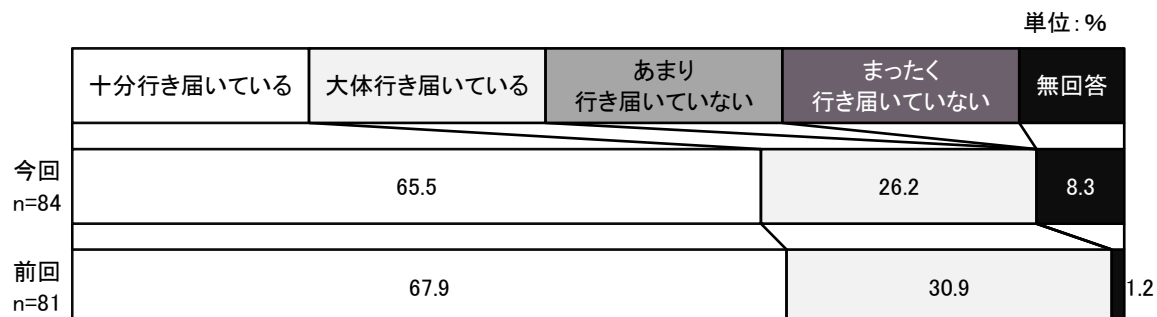 単位：%
十分行き届いている
大体行き届いている
あまり
行き届いていない
まったく
行き届いていない
無回答
今回
n=84
65.5
26.2
8.3
前回
n=81
67.9
30.9
1.2